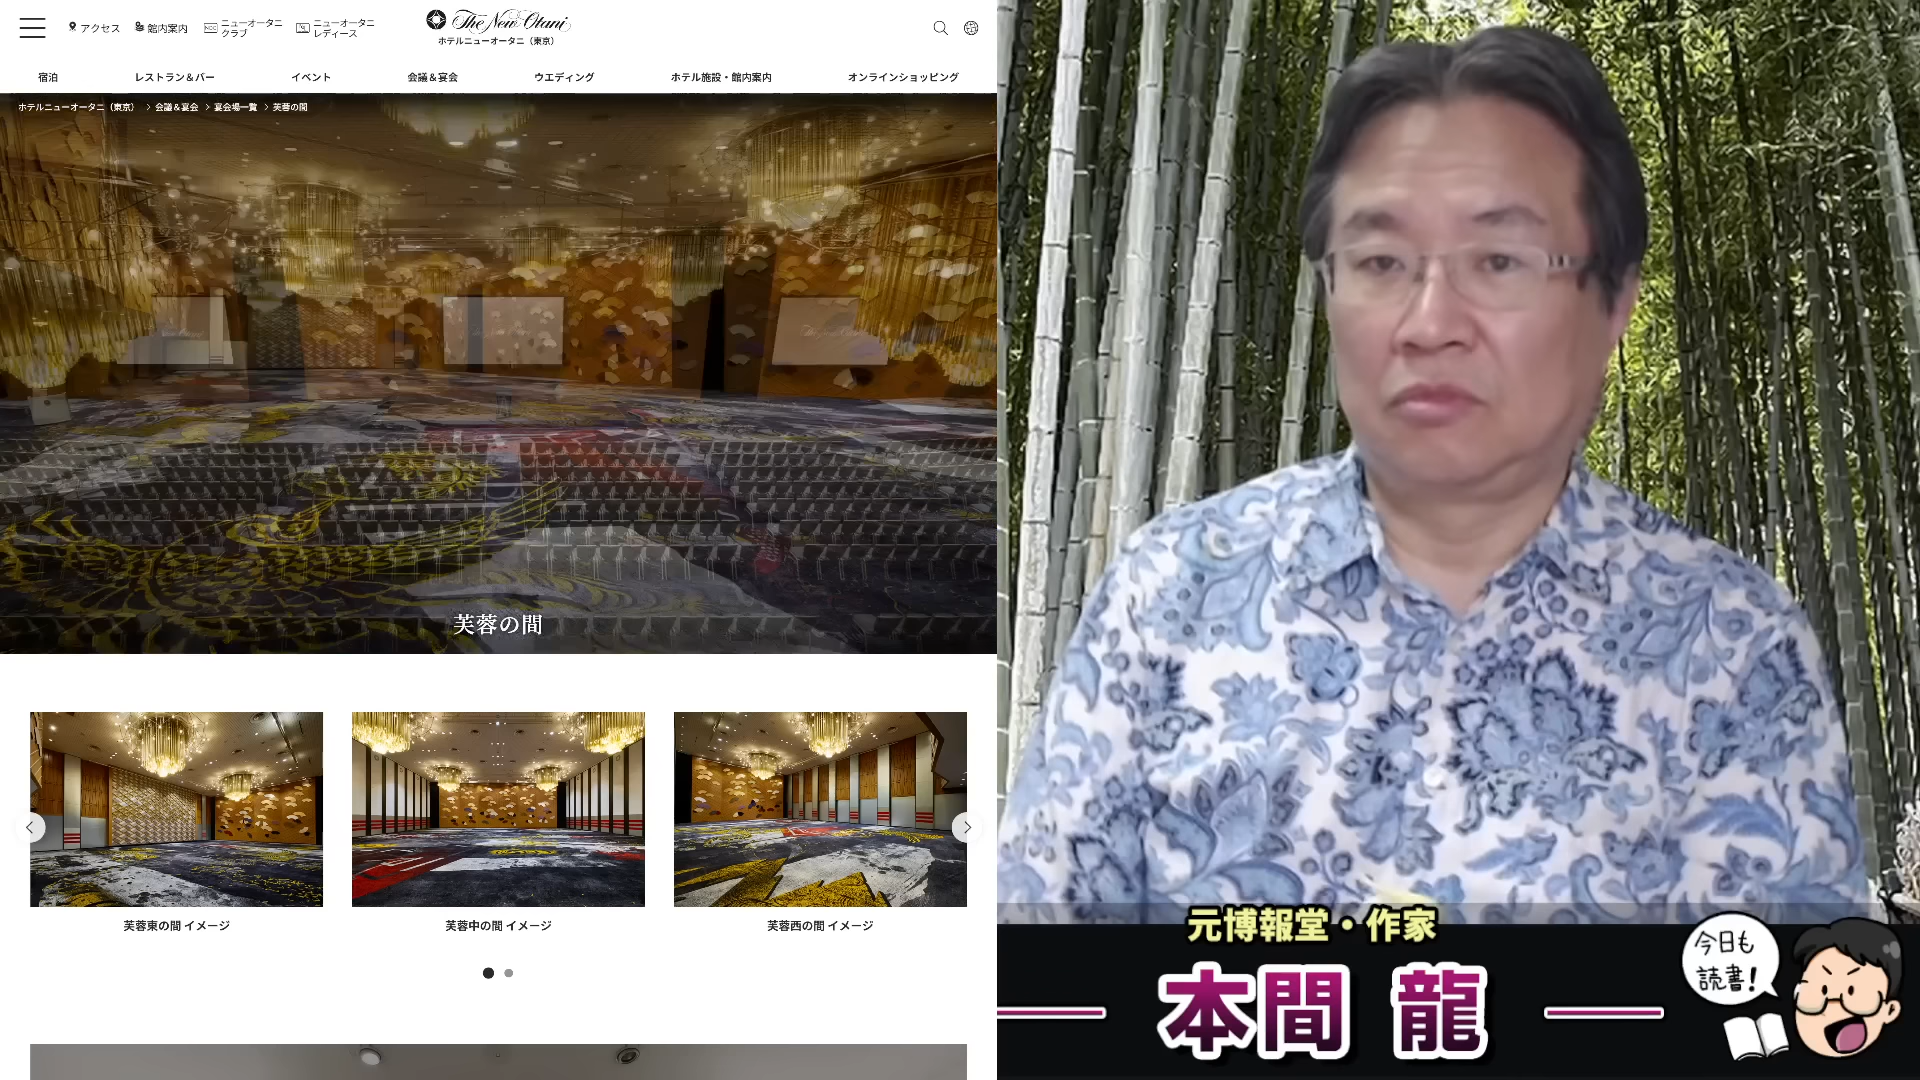 アクセス
館内案内
ニューオータニ
クラブ
ニューオータニ
レディース
The New Otani
ホテルニューオータニ（東京）
宿泊
レストラン＆バー
イベント
会議＆宴会
ウエディング
ホテル施設・館内案内
オンラインショッピング
ホテルニューオータニ（東京） > 会議＆宴会 > 宴会場一覧 > 芙蓉の間
芙蓉の間
芙蓉東の間 イメージ
芙蓉中の間 イメージ
芙蓉西の間 イメージ
元博報堂・作家
本間 龍
今日も
読書！